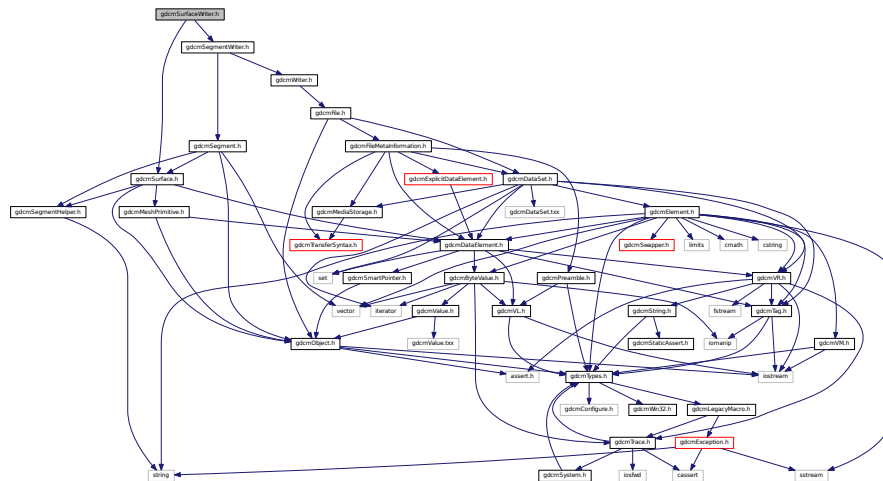 gdcmSurfaceWriter.h
gdcmSegmentWriter.h
gdcmWriter.h
gdcmFile.h
gdcmSegment.h
gdcmFileMetaInformation.h
gdcmSurface.h
gdcmExplicitDataElement.h
gdcmDataSet.h
gdcmSegmentHelper.h
gdcmMeshPrimitive.h
gdcmMediaStorage.h
gdcmDataSet.txx
gdcmElement.h
gdcmTransferSyntax.h
gdcmDataElement.h
gdcmSwapper.h
limits
cmath
cstring
set
gdcmSmartPointer.h
gdcmByteValue.h
gdcmPreamble.h
gdcmVR.h
vector
iterator
gdcmValue.h
gdcmVL.h
gdcmString.h
fstream
gdcmTag.h
gdcmObject.h
gdcmValue.txx
gdcmStaticAssert.h
iomanip
gdcmVM.h
assert.h
gdcmTypes.h
iostream
gdcmConfigure.h
gdcmWin32.h
gdcmLegacyMacro.h
gdcmTrace.h
gdcmException.h
string
gdcmSystem.h
iosfwd
cassert
sstream